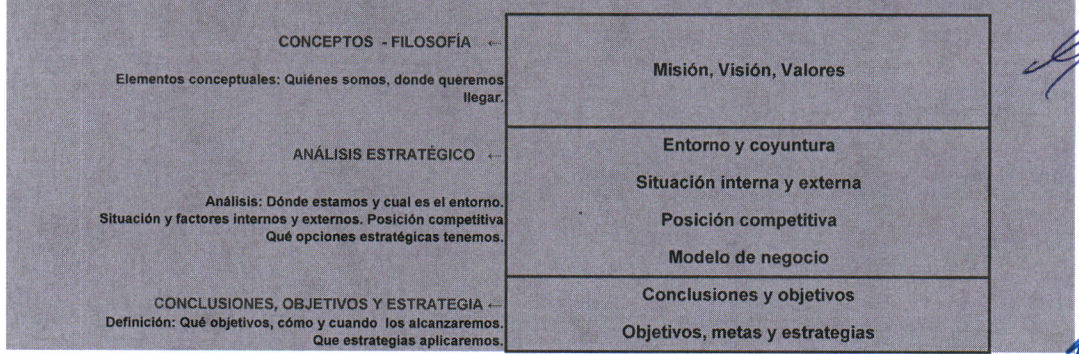 CONCEPTOS - FILOSOFÍA ←
Elementos conceptuales: Quiénes somos, donde queremos
llegar.
Misión, Visión, Valores
ANÁLISIS ESTRATÉGICO ←
Análisis: Dónde estamos y cual es el entorno.
Situación y factores internos y externos. Posición competitiva
Qué opciones estratégicas tenemos.
Entorno y coyuntura
Situación interna y externa
Posición competitiva
Modelo de negocio
CONCLUSIONES, OBJETIVOS Y ESTRATEGIA ←
Definición: Qué objetivos, cómo y cuando los alcanzaremos.
Que estrategias aplicaremos.
Conclusiones y objetivos
Objetivos, metas y estrategias